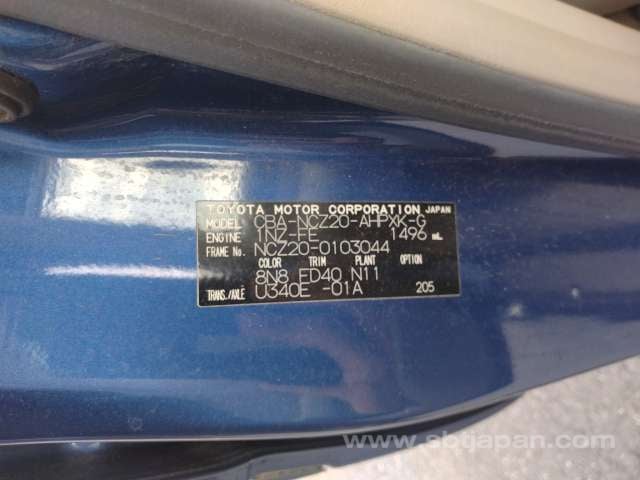 TOYOTA MOTOR CORPORATION JAPAN
MODEL CBA-NCZ20-AHPXK-G
ENGINE 1NZ-FE 1496 mL
FRAME No. NCZ20-0103044
COLOR TRIM PLANT OPTION
8N8 ED40 N11
TRANS./AXLE U340E -01A 205
www.sbtjapan.com